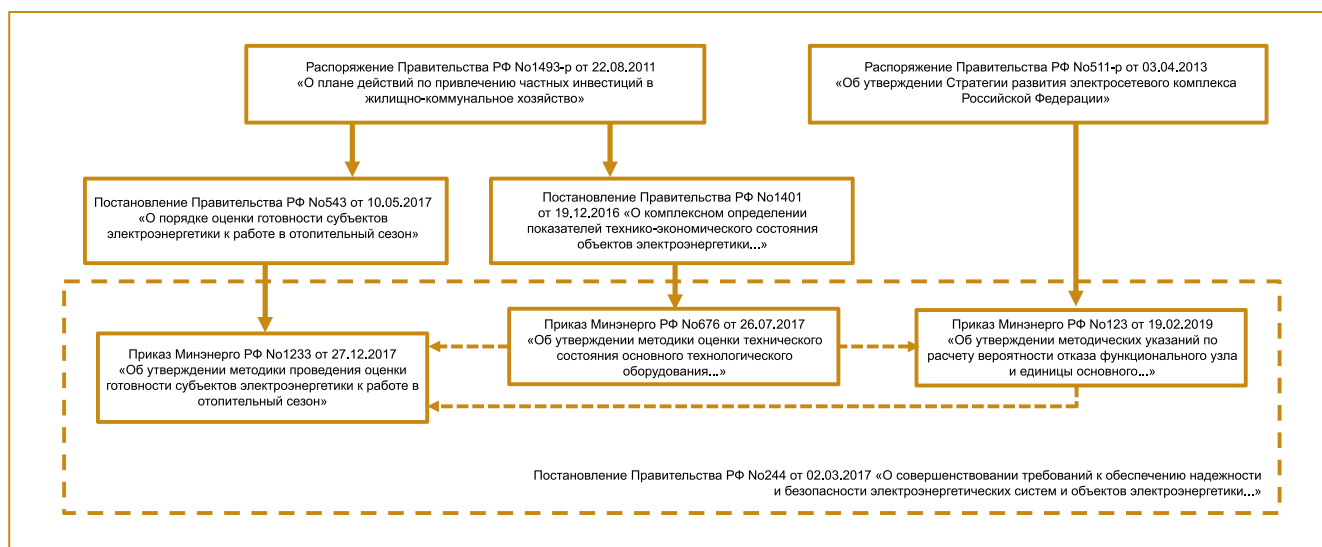 Распоряжение Правительства РФ No1493-р от 22.08.2011
«О плане действий по привлечению частных инвестиций в
жилищно-коммунальное хозяйство»
Распоряжение Правительства РФ No511-р от 03.04.2013
«Об утверждении Стратегии развития электросетевого комплекса
Российской Федерации»
Постановление Правительства РФ No543 от 10.05.2017
«О порядке оценки готовности субъектов
электроэнергетики к работе в отопительный сезон»
Постановление Правительства РФ No1401
от 19.12.2016 «О комплексном определении
показателей технико-экономического состояния
объектов электроэнергетики...»
Приказ Минэнерго РФ No1233 от 27.12.2017
«Об утверждении методики проведения оценки
готовности субъектов электроэнергетики к работе в
отопительный сезон»
Приказ Минэнерго РФ No676 от 26.07.2017
«Об утверждении методики оценки технического
состояния основного технологического
оборудования...»
Приказ Минэнерго РФ No123 от 19.02.2019
«Об утверждении методических указаний по
расчету вероятности отказа функционального узла
и единицы основного...»
Постановление Правительства РФ No244 от 02.03.2017 «О совершенствовании требований к обеспечению надежности
и безопасности электроэнергетических систем и объектов электроэнергетики...»